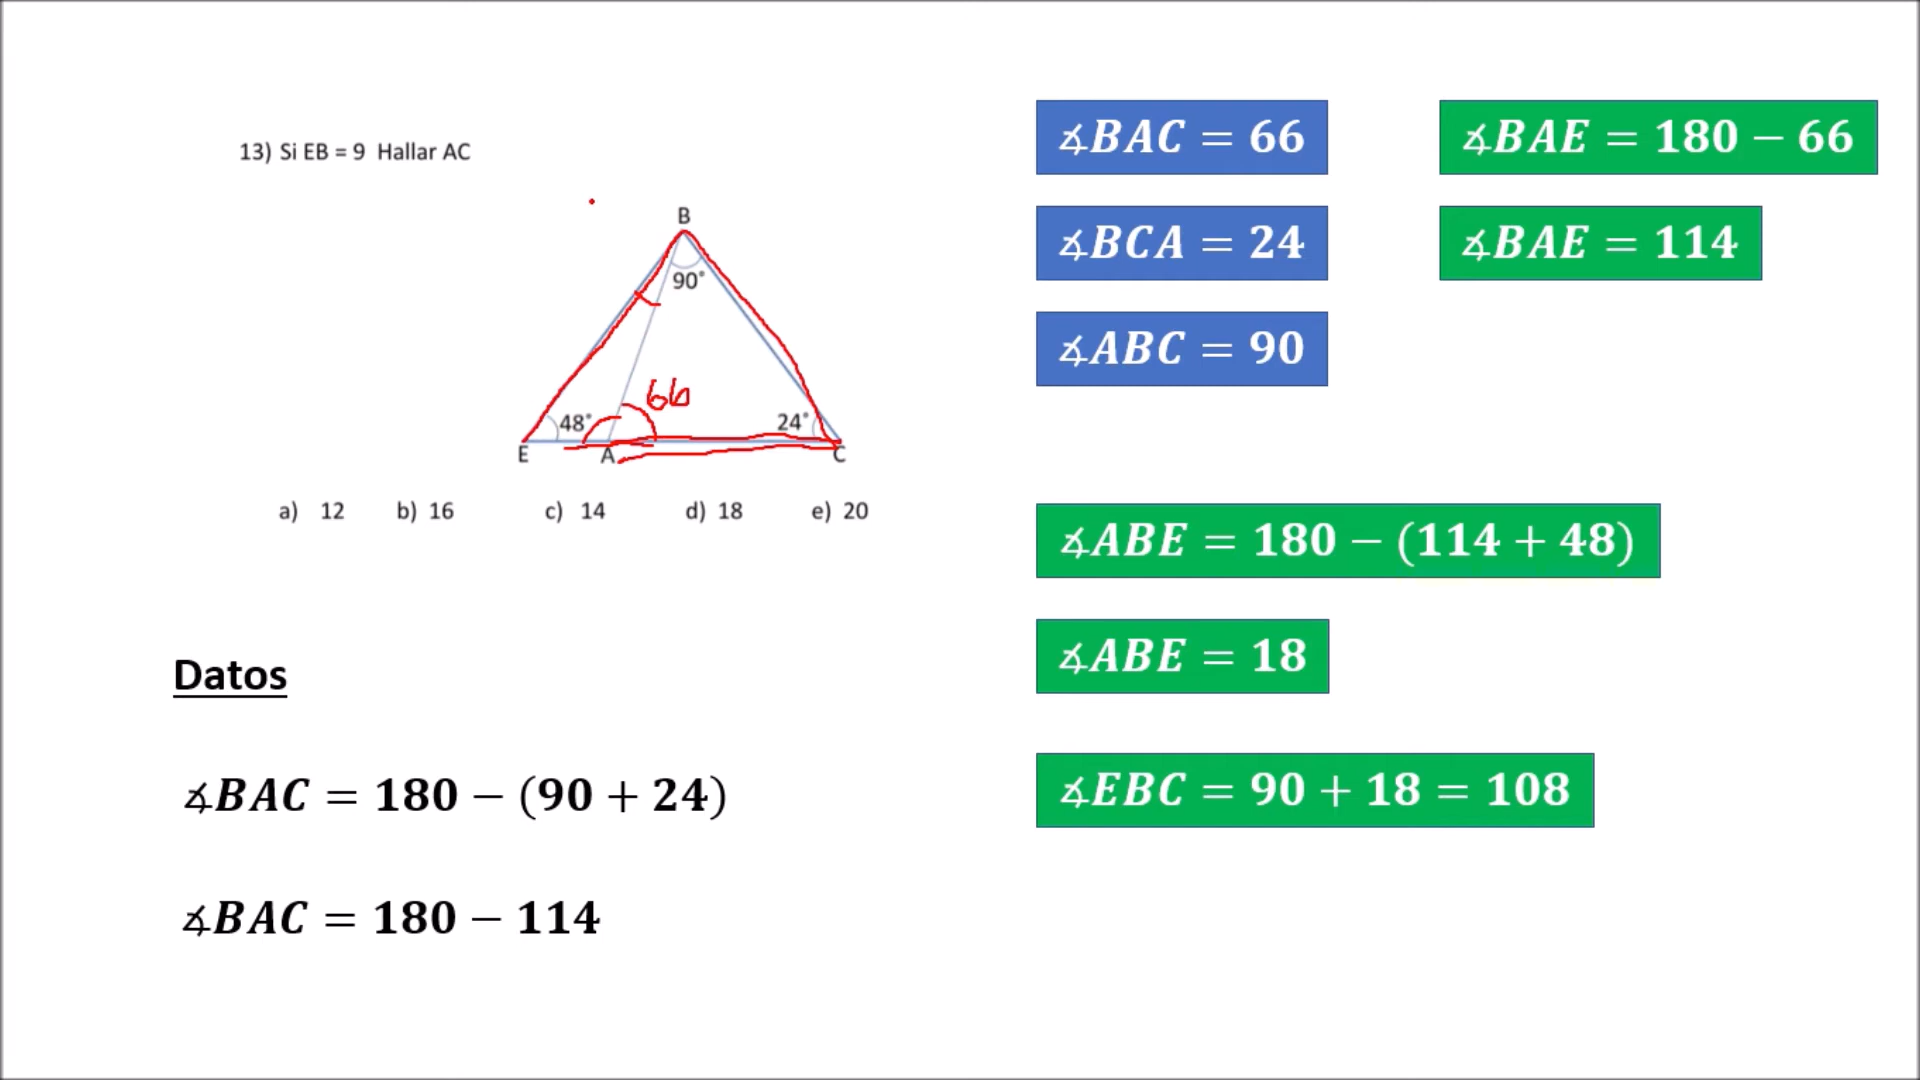 13) Si EB = 9 Hallar AC
B
90°
66
48°
24°
E
A
C
a) 12 b) 16 c) 14 d) 18 e) 20
Datos
∡BAC = 180 − (90 + 24)
∡BAC = 180 − 114
∡BAC = 66
∡BAE = 180 − 66
∡BCA = 24
∡BAE = 114
∡ABC = 90
∡ABE = 180 − (114 + 48)
∡ABE = 18
∡EBC = 90 + 18 = 108